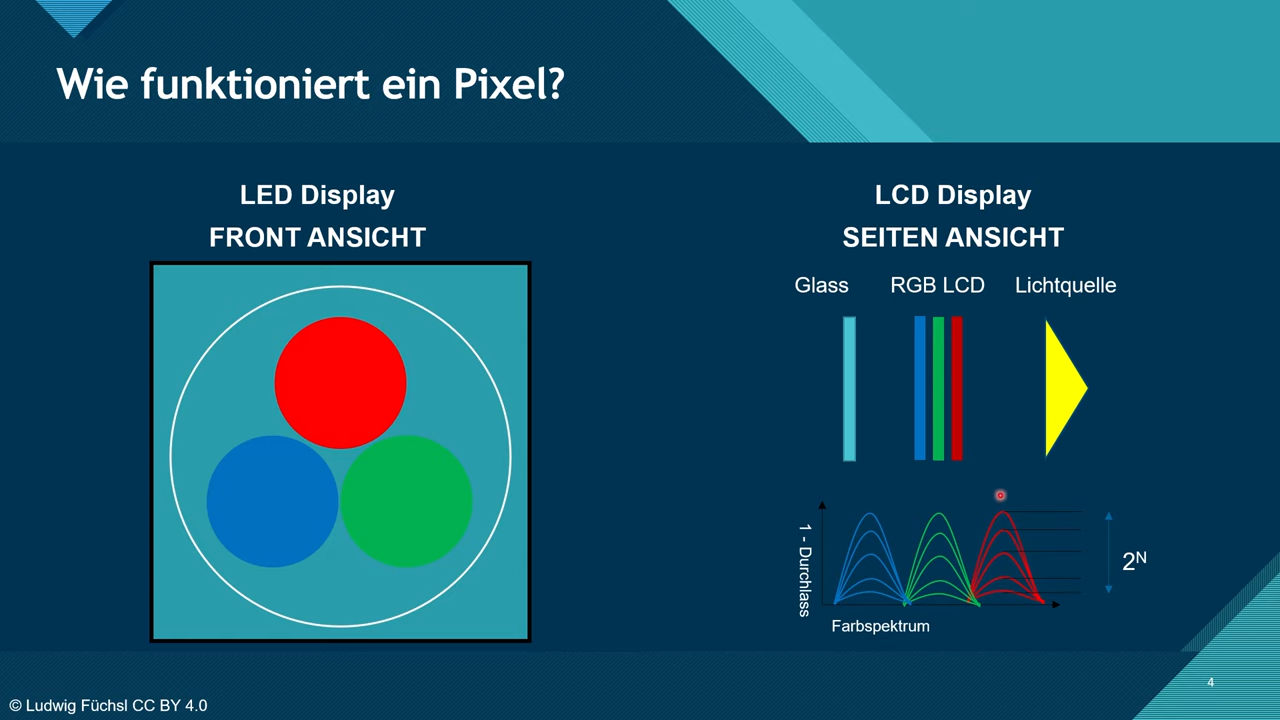 Wie funktioniert ein Pixel?
LED Display
FRONT ANSICHT
LCD Display
SEITEN ANSICHT
Glass
RGB LCD
Lichtquelle
1 - Durchlass
2ᴺ
Farbspektrum
4
© Ludwig Füchsl CC BY 4.0